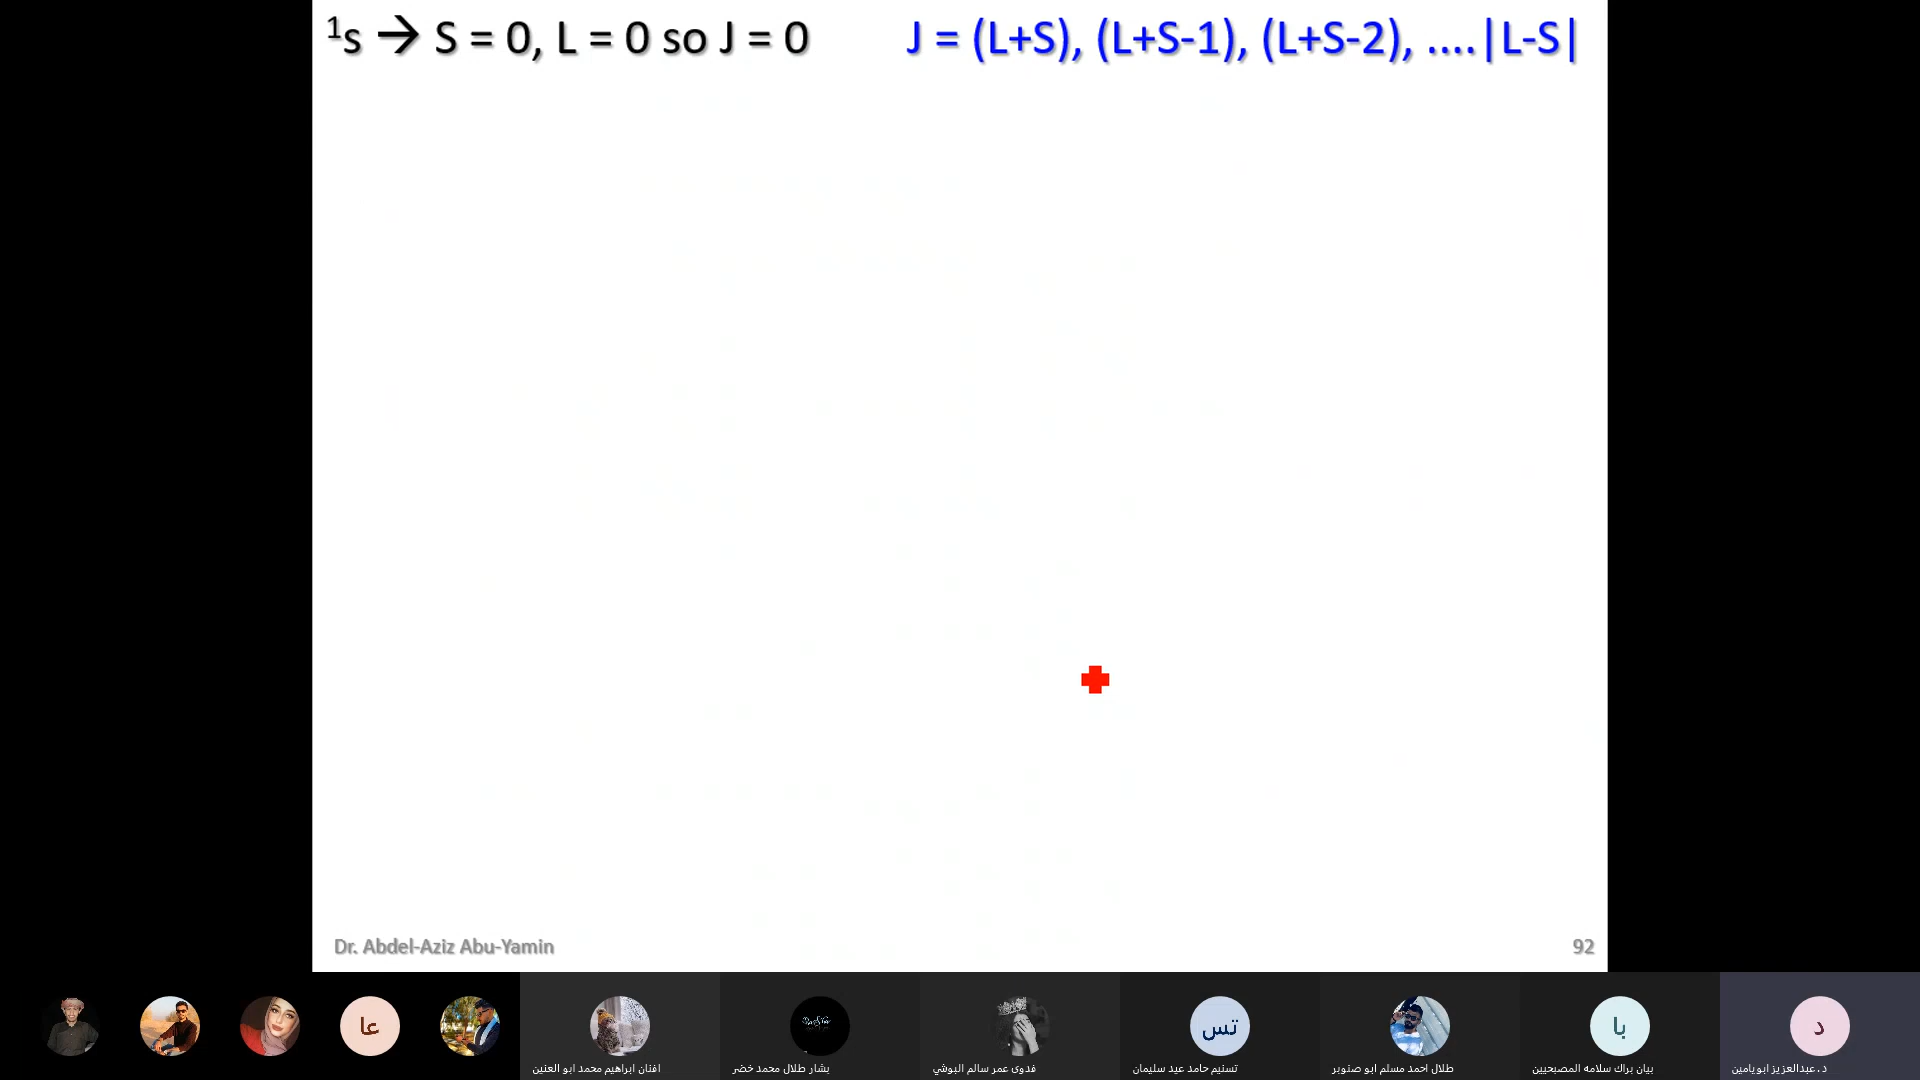 ¹s → S = 0, L = 0 so J = 0
J = (L+S), (L+S-1), (L+S-2), ....|L-S|
Dr. Abdel-Aziz Abu-Yamin
92
عا
تس
با
د
افنان ابراهيم محمد ابو العنين
بشار طلال محمد خضر
فدوى عمر سالم البوشي
تسنيم حامد عيد سليمان
طلال احمد مسلم ابو صنوبر
بيان براك سلامه المصبحيين
د.عبدالعزيز ابويامين